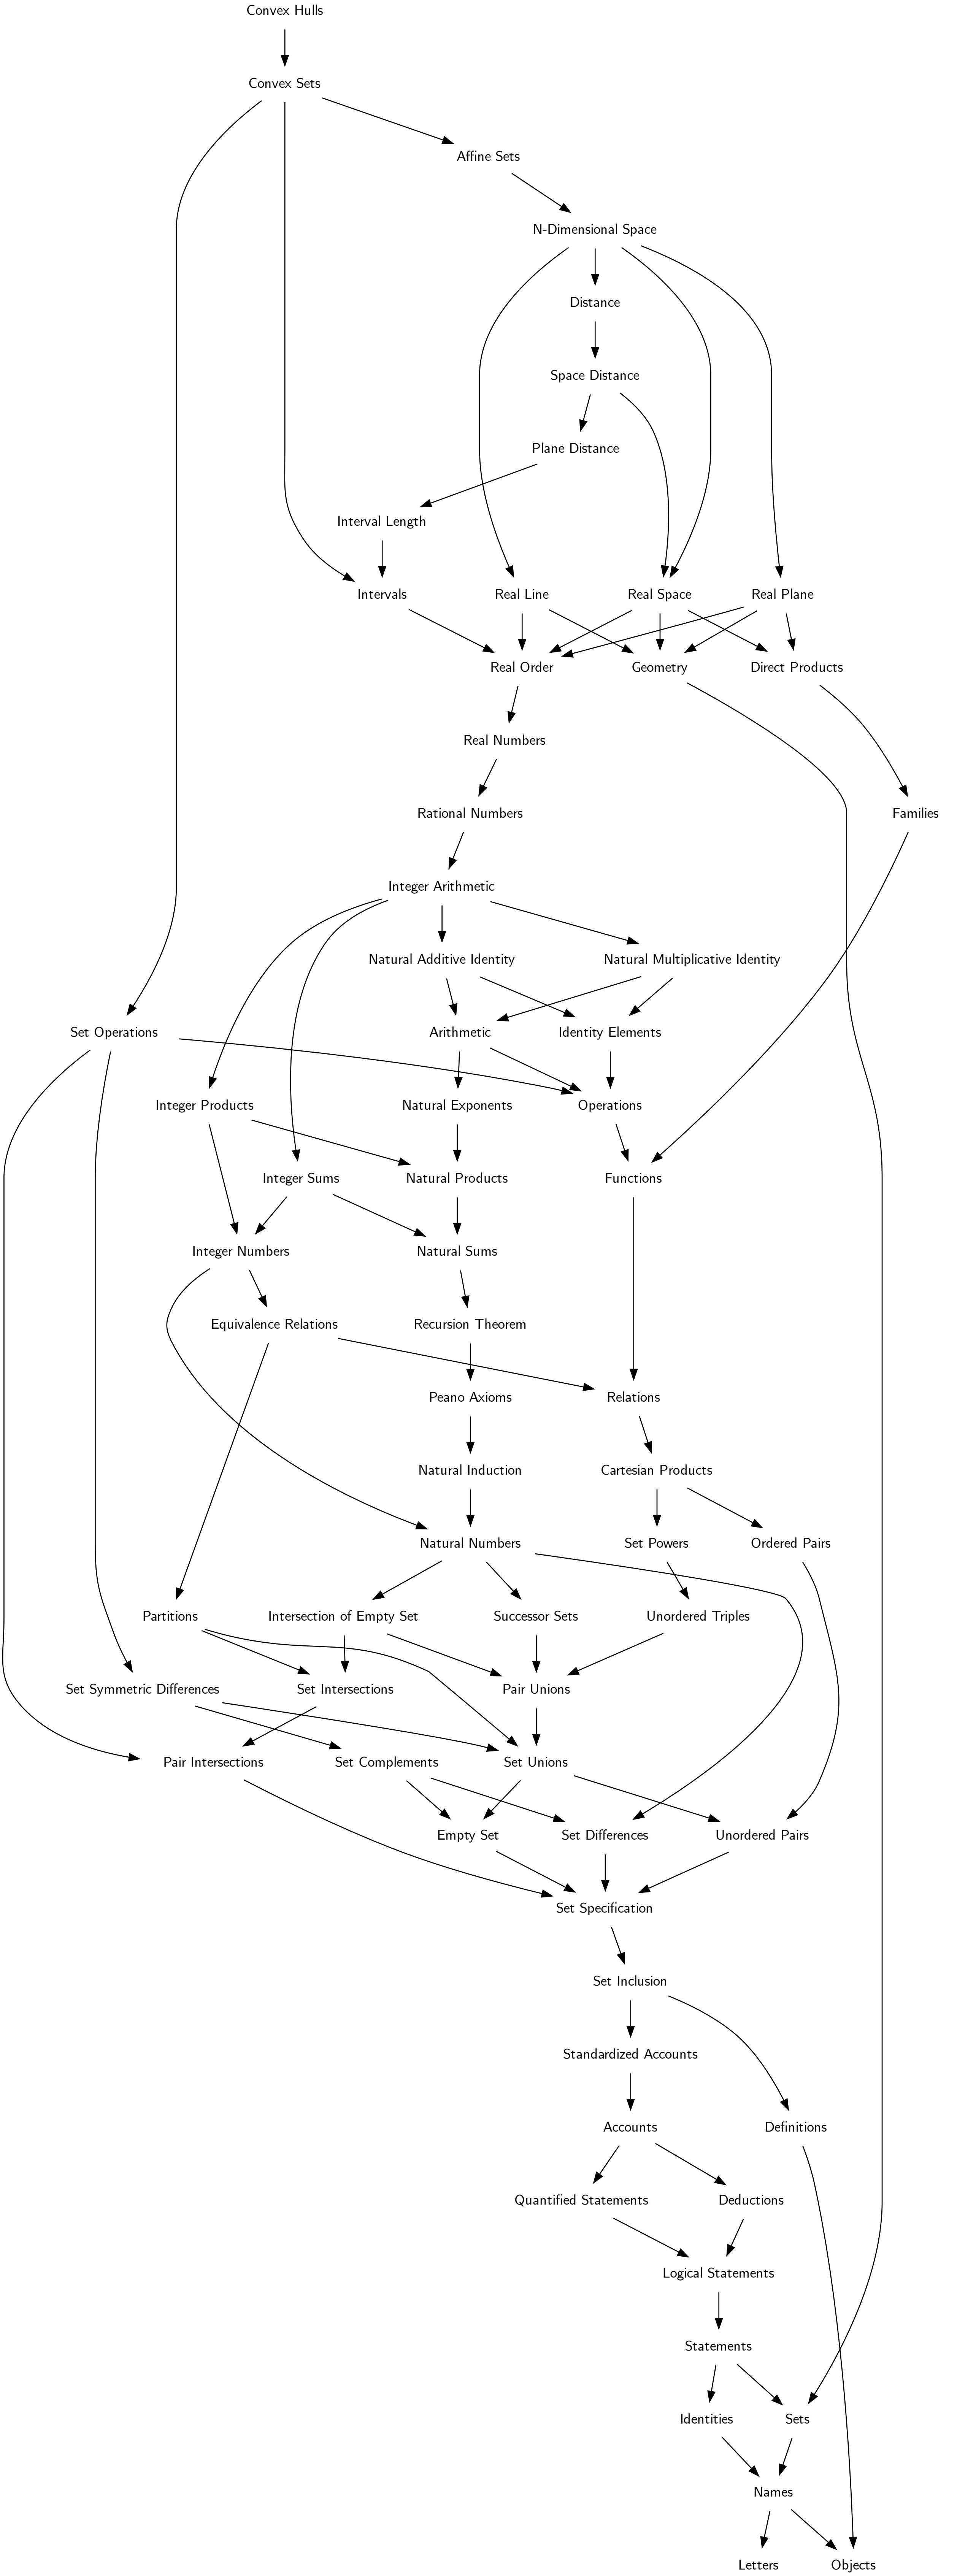 Convex Hulls
Convex Sets
Affine Sets
N-Dimensional Space
Distance
Space Distance
Plane Distance
Interval Length
Intervals
Real Line
Real Space
Real Plane
Real Order
Geometry
Direct Products
Real Numbers
Rational Numbers
Families
Integer Arithmetic
Natural Additive Identity
Natural Multiplicative Identity
Set Operations
Arithmetic
Identity Elements
Integer Products
Natural Exponents
Operations
Integer Sums
Natural Products
Functions
Integer Numbers
Natural Sums
Equivalence Relations
Recursion Theorem
Peano Axioms
Relations
Natural Induction
Cartesian Products
Natural Numbers
Set Powers
Ordered Pairs
Partitions
Intersection of Empty Set
Successor Sets
Unordered Triples
Set Symmetric Differences
Set Intersections
Pair Unions
Pair Intersections
Set Complements
Set Unions
Empty Set
Set Differences
Unordered Pairs
Set Specification
Set Inclusion
Standardized Accounts
Accounts
Definitions
Quantified Statements
Deductions
Logical Statements
Statements
Identities
Sets
Names
Letters
Objects